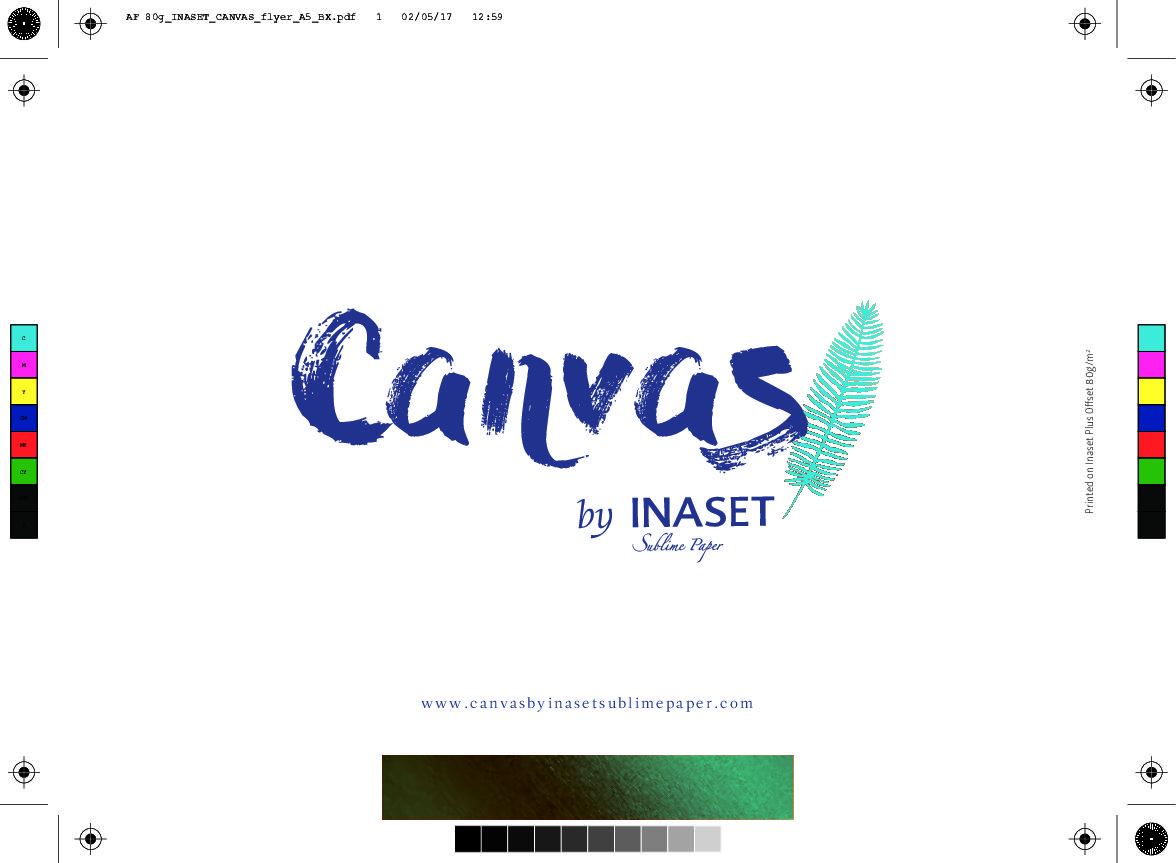 AF 80g_INASET_CANVAS_flyer_A5_BX.pdf 1 02/05/17 12:59
Canvas
by INASET
Sublime Paper
www.canvasbyinasetsublimepaper.com
Printed on Inaset Plus Offset 80g/m²
C
M
Y
CM
MY
CY